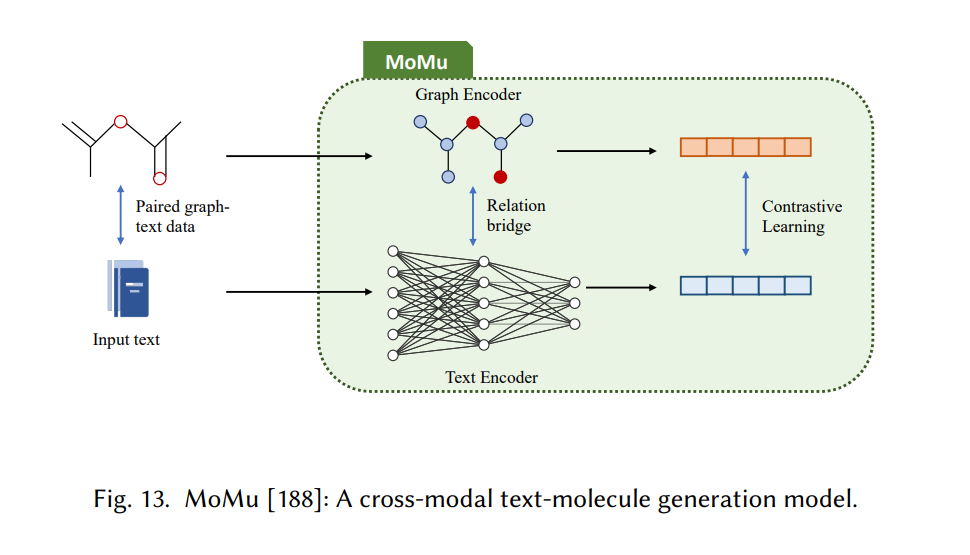 MoMu
Graph Encoder
Paired graph-
text data
Relation
bridge
Contrastive
Learning
Input text
Text Encoder
Fig. 13. MoMu [188]: A cross-modal text-molecule generation model.